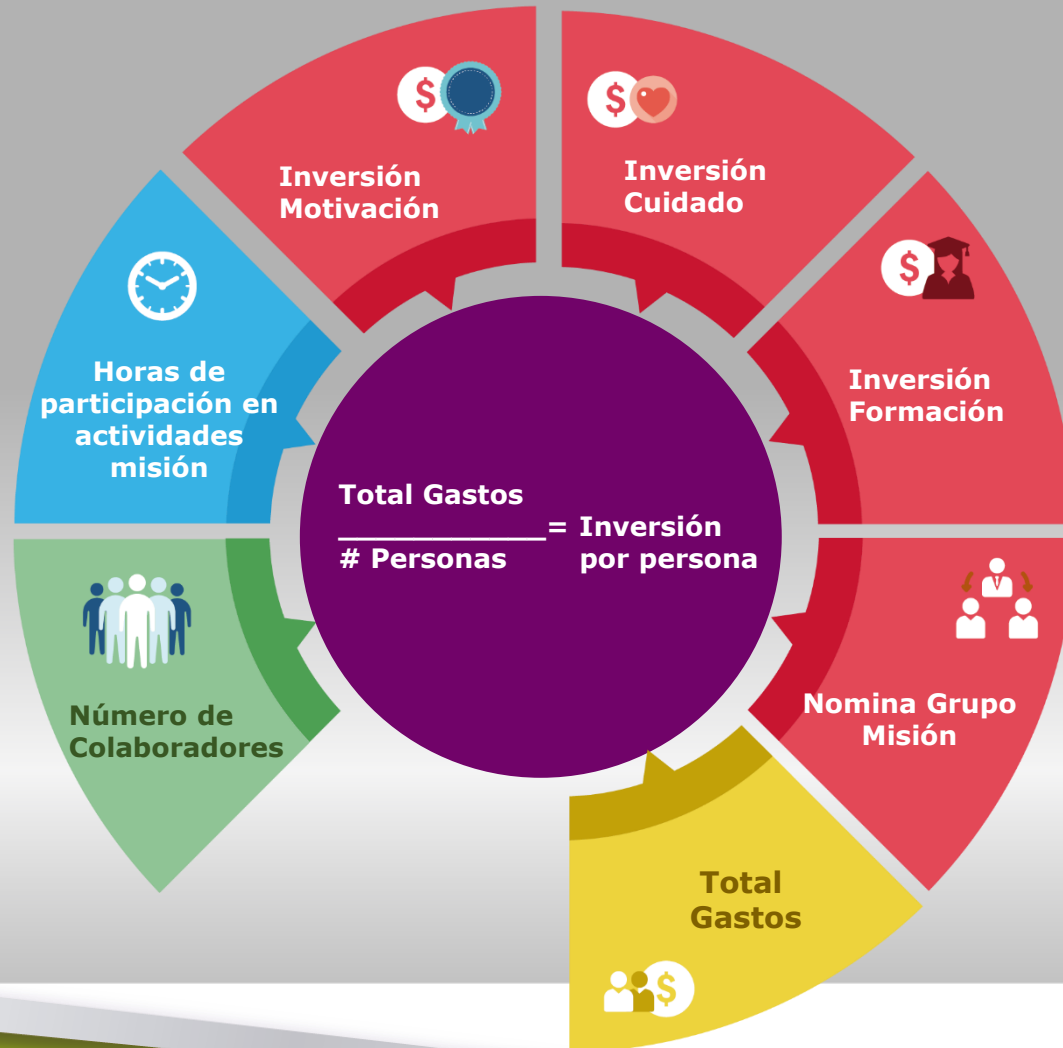 Inversión
Motivación
Inversión
Cuidado
Horas de
participación en
actividades
misión
Inversión
Formación
Total Gastos
______________= Inversión
# Personas por persona
Número de
Colaboradores
Nomina Grupo
Misión
Total
Gastos